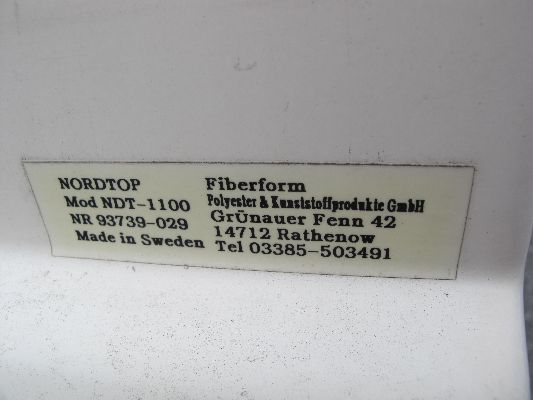 NORDTOP
Mod NDT-1100
NR 93739-029
Made in Sweden
Fiberform
Polyester & Kunststoffprodukte GmbH
Grünauer Fenn 42
14712 Rathenow
Tel 03385-503491